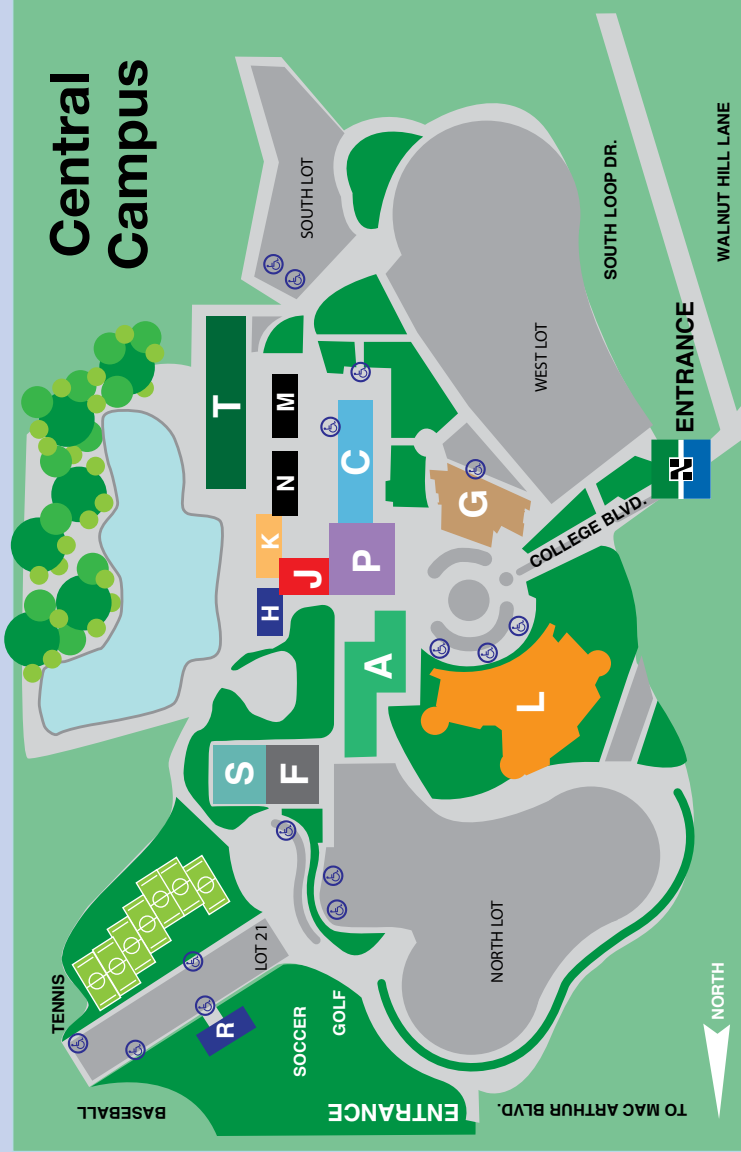 Central
Campus
SOUTH LOT
SOUTH LOOP DR.
WALNUT HILL LANE
WEST LOT
ENTRANCE
T
M
N
C
K
G
J
P
H
COLLEGE BLVD.
A
L
S
F
NORTH LOT
LOT 21
TENNIS
R
SOCCER
GOLF
NORTH
BASEBALL
ENTRANCE
TO MAC ARTHUR BLVD.